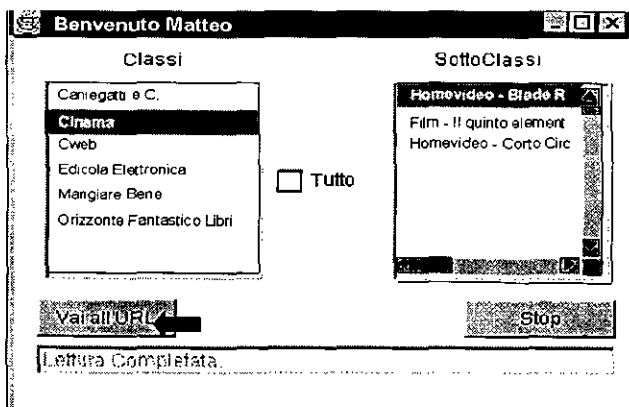 Benvenuto Matteo
Classi
SottoClassi
Caniegatti e C.
Cinema
Cweb
Edicola Elettronica
Mangiare Bene
Orizzonte Fantastico Libri
Tutto
Homevideo - Blade R
Film - Il quinto element
Homevideo - Corto Circ
Vai all'URL
Stop
Lettura Completata.